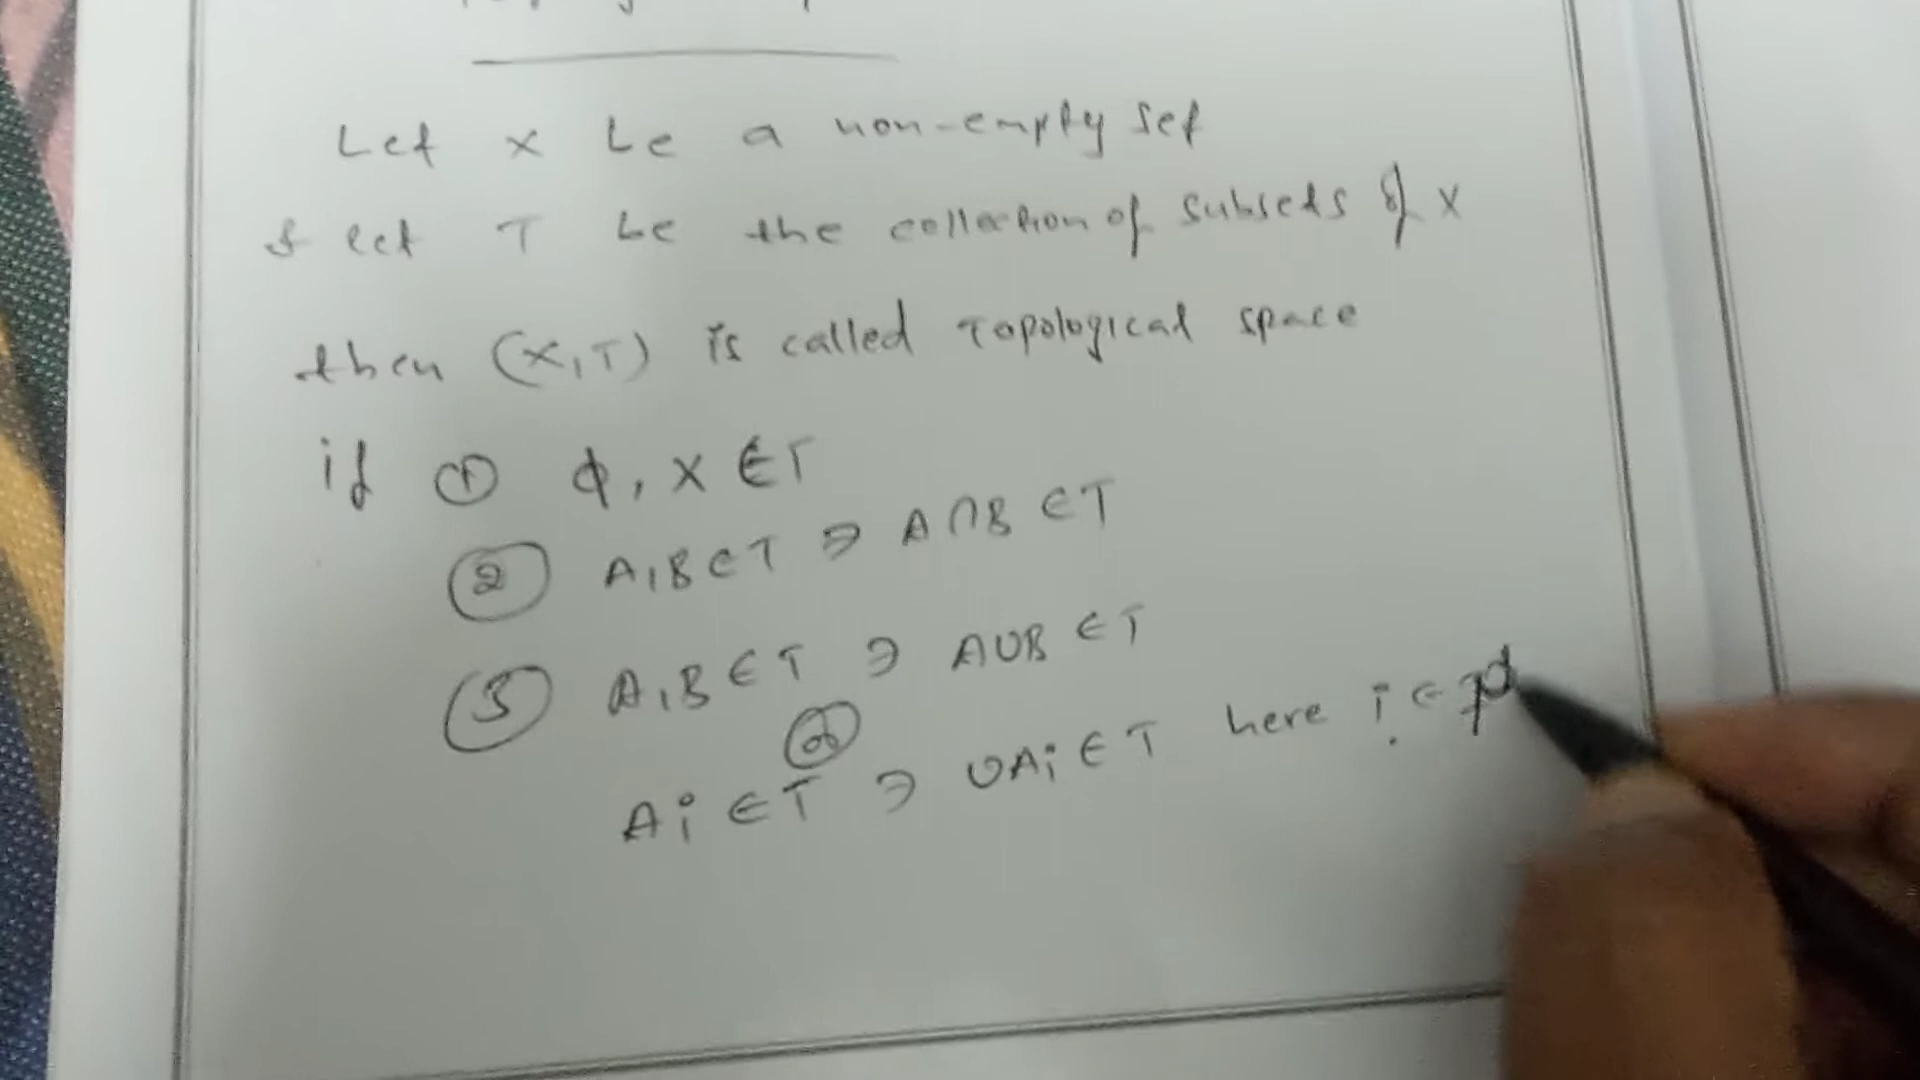 Let X be a non-empty set
& let T be the collection of subsets of X
then (X,T) is called Topological space
if ① ϕ, X ∈ T
② A,B ∈ T ⇒ A∩B ∈ T
③ A,B ∈ T ⇒ A∪B ∈ T
or
Ai ∈ T ⇒ ∪Ai ∈ T here i ∈